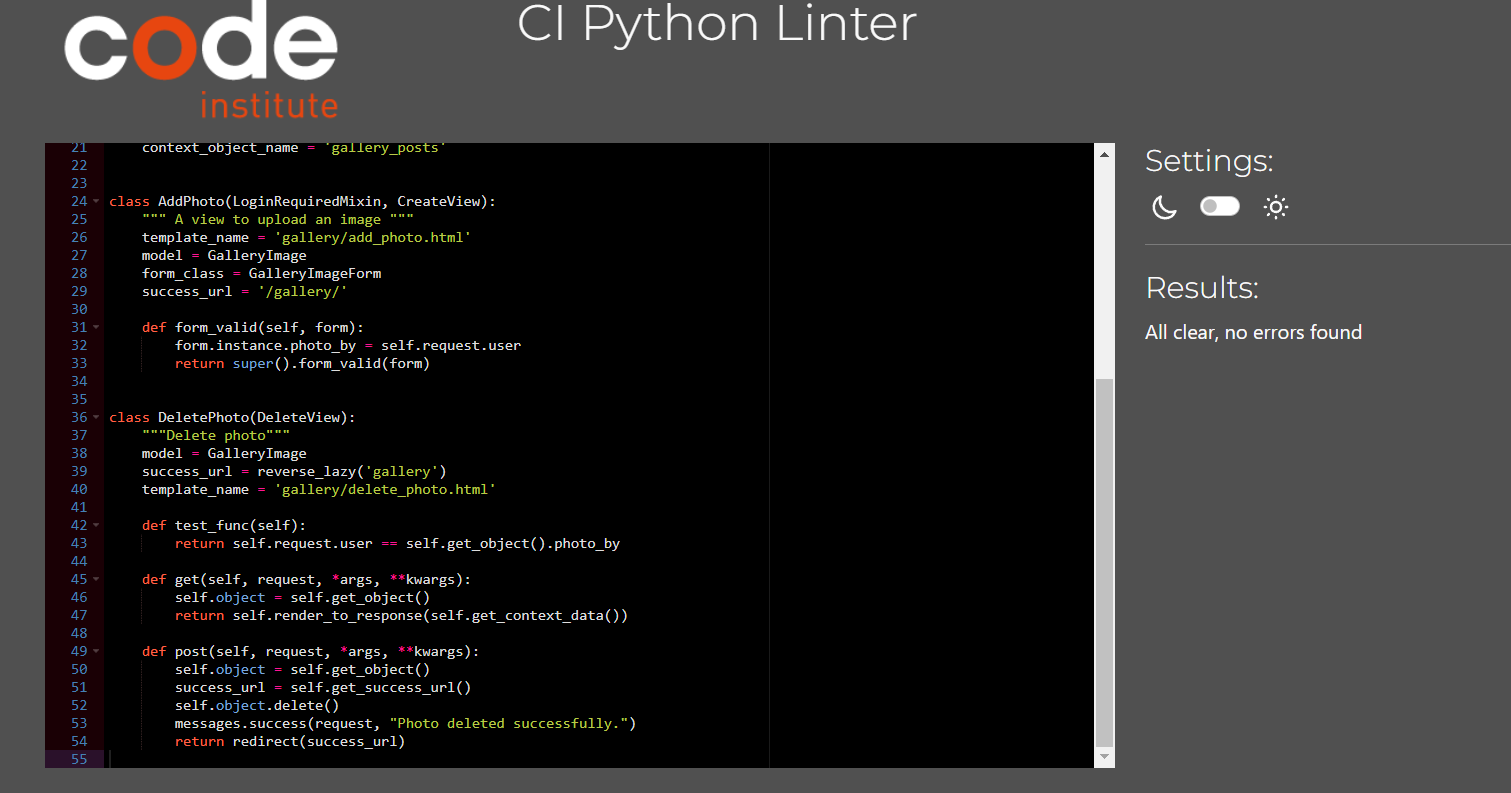 code
institute
CI Python Linter
21 context_object_name = 'gallery_posts'
22
23
24 class AddPhoto(LoginRequiredMixin, CreateView):
25 """ A view to upload an image """
26 template_name = 'gallery/add_photo.html'
27 model = GalleryImage
28 form_class = GalleryImageForm
29 success_url = '/gallery/'
30
31 def form_valid(self, form):
32 form.instance.photo_by = self.request.user
33 return super().form_valid(form)
34
35
36 class DeletePhoto(DeleteView):
37 """Delete photo"""
38 model = GalleryImage
39 success_url = reverse_lazy('gallery')
40 template_name = 'gallery/delete_photo.html'
41
42 def test_func(self):
43 return self.request.user == self.get_object().photo_by
44
45 def get(self, request, *args, **kwargs):
46 self.object = self.get_object()
47 return self.render_to_response(self.get_context_data())
48
49 def post(self, request, *args, **kwargs):
50 self.object = self.get_object()
51 success_url = self.get_success_url()
52 self.object.delete()
53 messages.success(request, "Photo deleted successfully.")
54 return redirect(success_url)
55
Settings:
Results:
All clear, no errors found